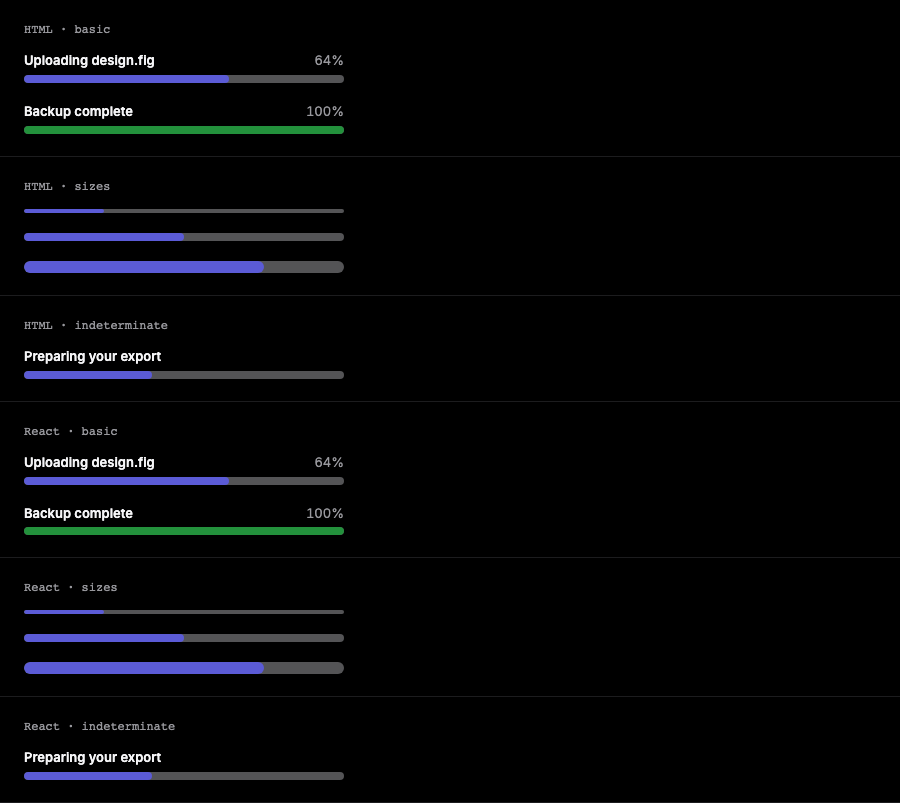 HTML · basic
Uploading design.fig 64%
Backup complete 100%
HTML · sizes
HTML · indeterminate
Preparing your export
React · basic
Uploading design.fig 64%
Backup complete 100%
React · sizes
React · indeterminate
Preparing your export